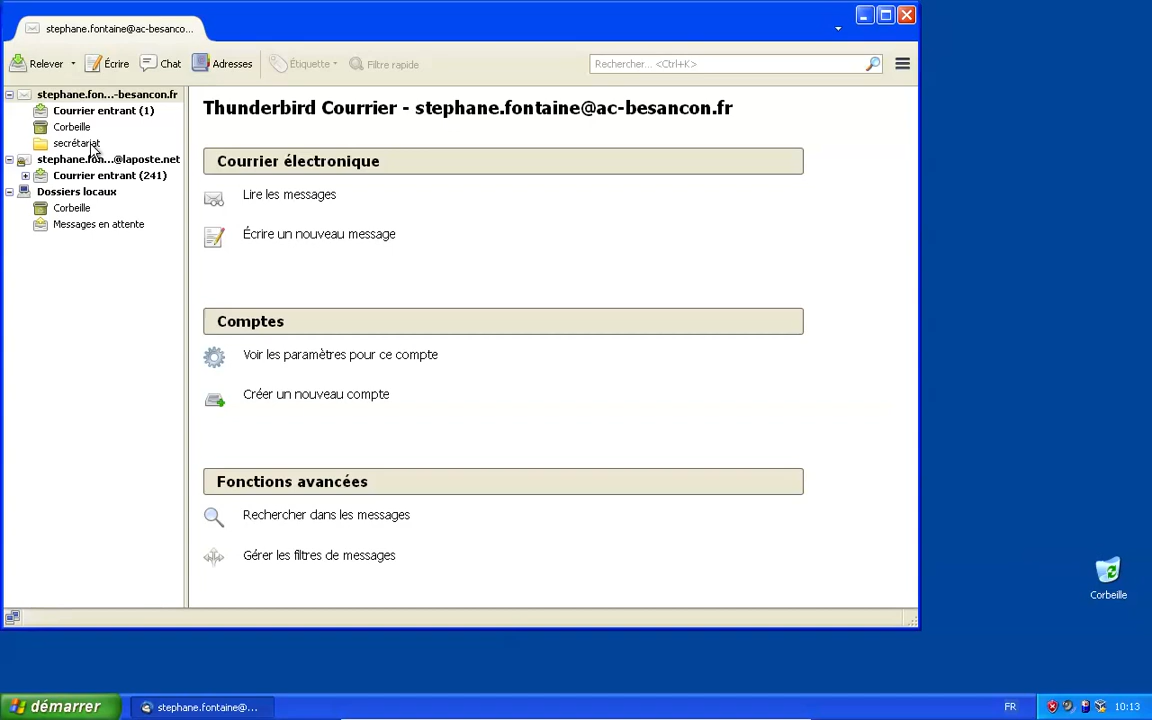 stephane.fontaine@ac-besanco...
Relever Écrire Chat Adresses Étiquette Filtre rapide Rechercher... <Ctrl+K>
stephane.fon...-besancon.fr
Courrier entrant (1)
Corbeille
secrétariat
stephane.fon...@laposte.net
Courrier entrant (241)
Dossiers locaux
Corbeille
Messages en attente
Thunderbird Courrier - stephane.fontaine@ac-besancon.fr
Courrier électronique
Lire les messages
Écrire un nouveau message
Comptes
Voir les paramètres pour ce compte
Créer un nouveau compte
Fonctions avancées
Rechercher dans les messages
Gérer les filtres de messages
Corbeille
démarrer stephane.fontaine@... FR 10:13